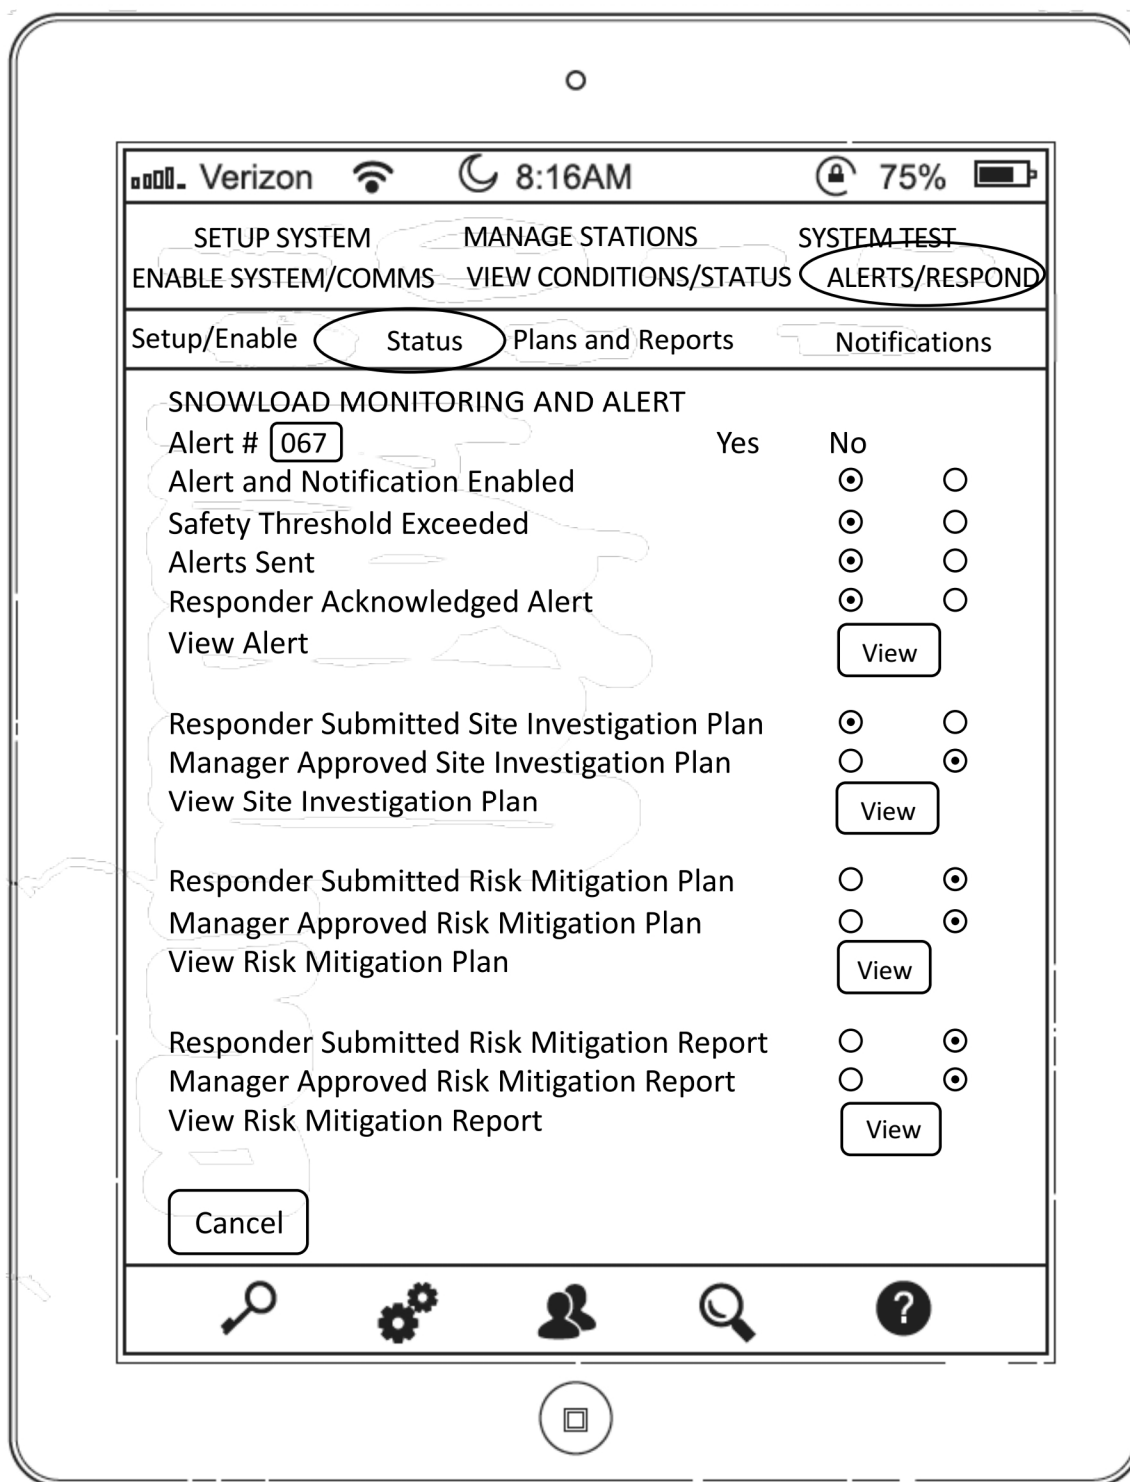 Verizon 8:16AM 75%
SETUP SYSTEM MANAGE STATIONS SYSTEM TEST
ENABLE SYSTEM/COMMS VIEW CONDITIONS/STATUS ALERTS/RESPOND
Setup/Enable Status Plans and Reports Notifications
SNOWLOAD MONITORING AND ALERT
Alert # 067 Yes No
Alert and Notification Enabled
Safety Threshold Exceeded
Alerts Sent
Responder Acknowledged Alert
View Alert View
Responder Submitted Site Investigation Plan
Manager Approved Site Investigation Plan
View Site Investigation Plan View
Responder Submitted Risk Mitigation Plan
Manager Approved Risk Mitigation Plan
View Risk Mitigation Plan View
Responder Submitted Risk Mitigation Report
Manager Approved Risk Mitigation Report
View Risk Mitigation Report View
Cancel
?